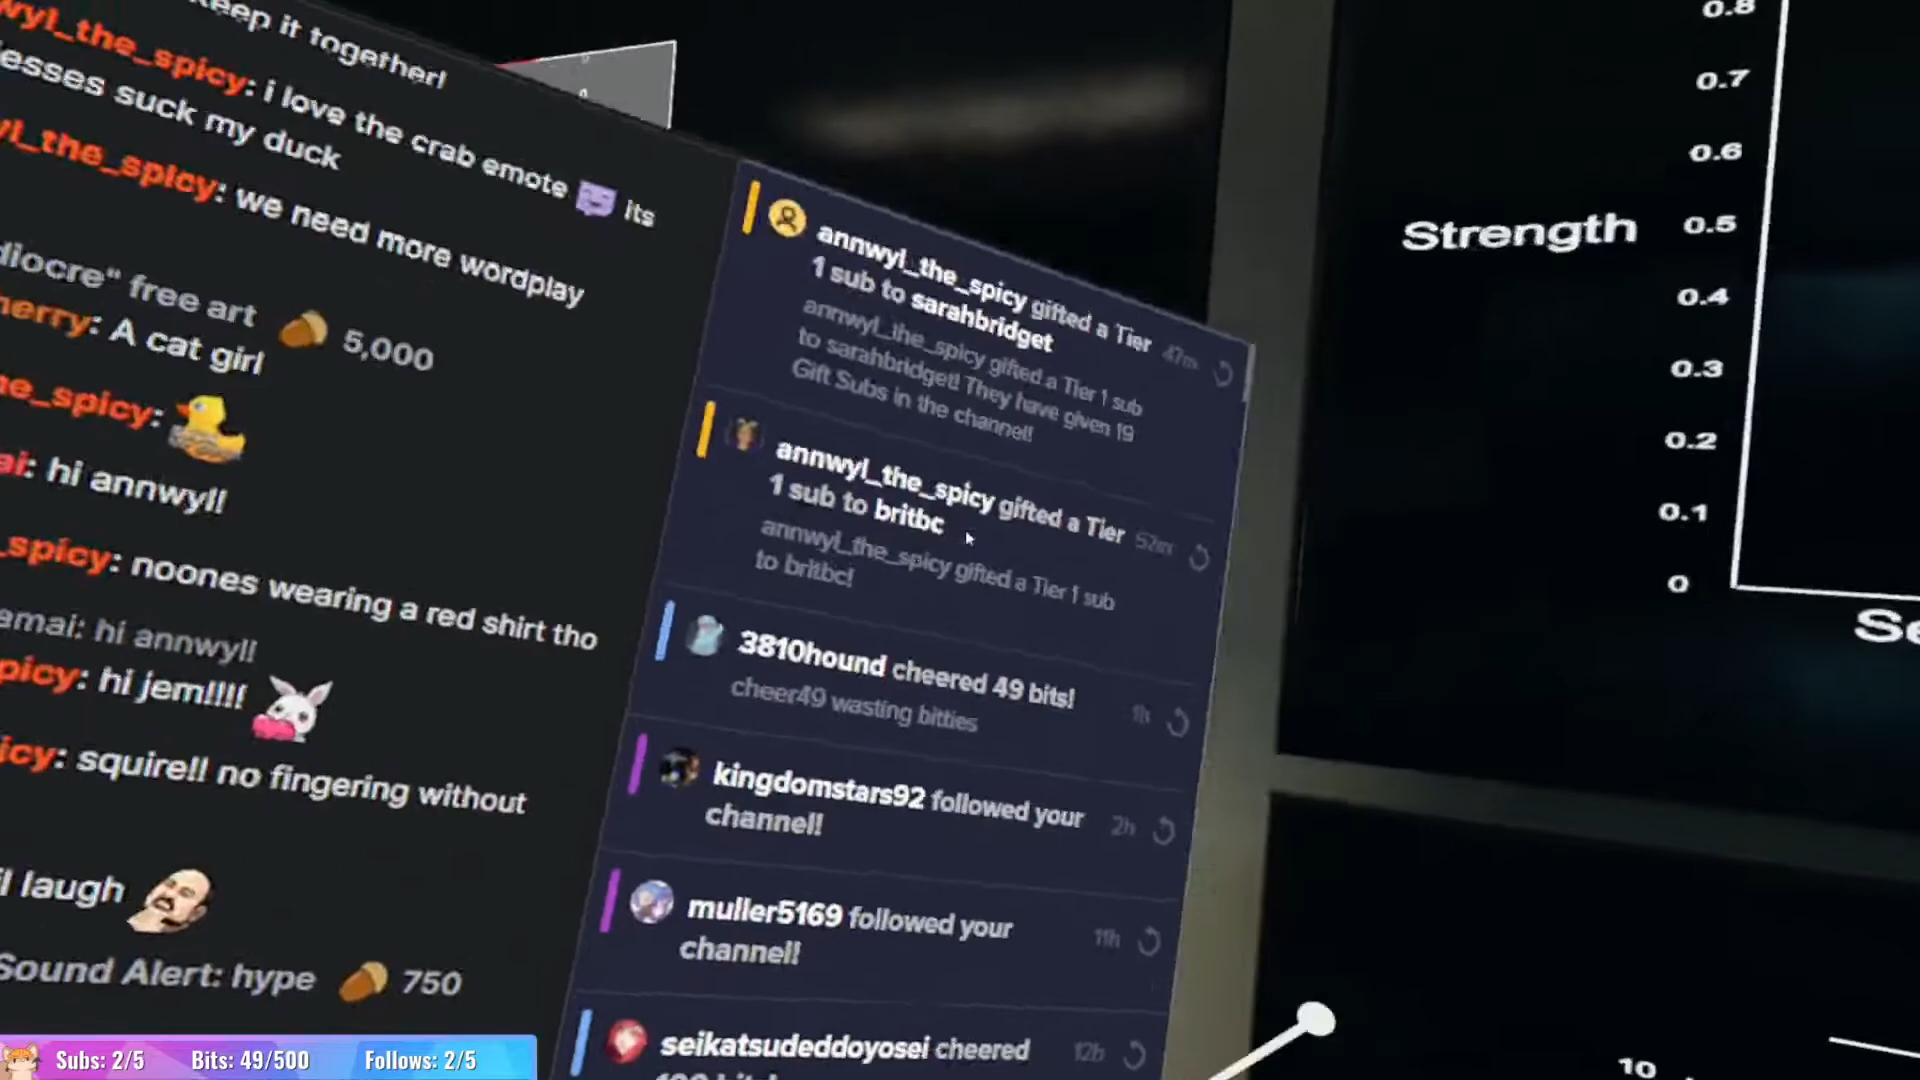 keep it together!
wyl_the_spicy: i love the crab emote its
esses suck my duck
yl_the_spicy: we need more wordplay
diocre" free art 5,000
herry: A cat girl
he_spicy:
ai: hi annwyl!
_spicy: noones wearing a red shirt tho
emai: hi annwyl!
picy: hi jem!!!!
icy: squirell no fingering without
il laugh
Sound Alert: hype 750
Subs: 2/5 Bits: 49/500 Follows: 2/5
annwyl_the_spicy gifted a Tier
1 sub to sarahbridget 47m
annwyl_the_spicy gifted a Tier 1 sub
to sarahbridget! They have given 19
Gift Subs in the channel!
annwyl_the_spicy gifted a Tier
1 sub to britbc 52m
annwyl_the_spicy gifted a Tier 1 sub
to britbc!
3810hound cheered 49 bits!
cheer49 wasting bitties 1h
kingdomstars92 followed your
channel! 2h
muller5169 followed your
channel! 11h
seikatsudeddoyosei cheered 12h
Strength
0.8
0.7
0.6
0.5
0.4
0.3
0.2
0.1
0
Se
10